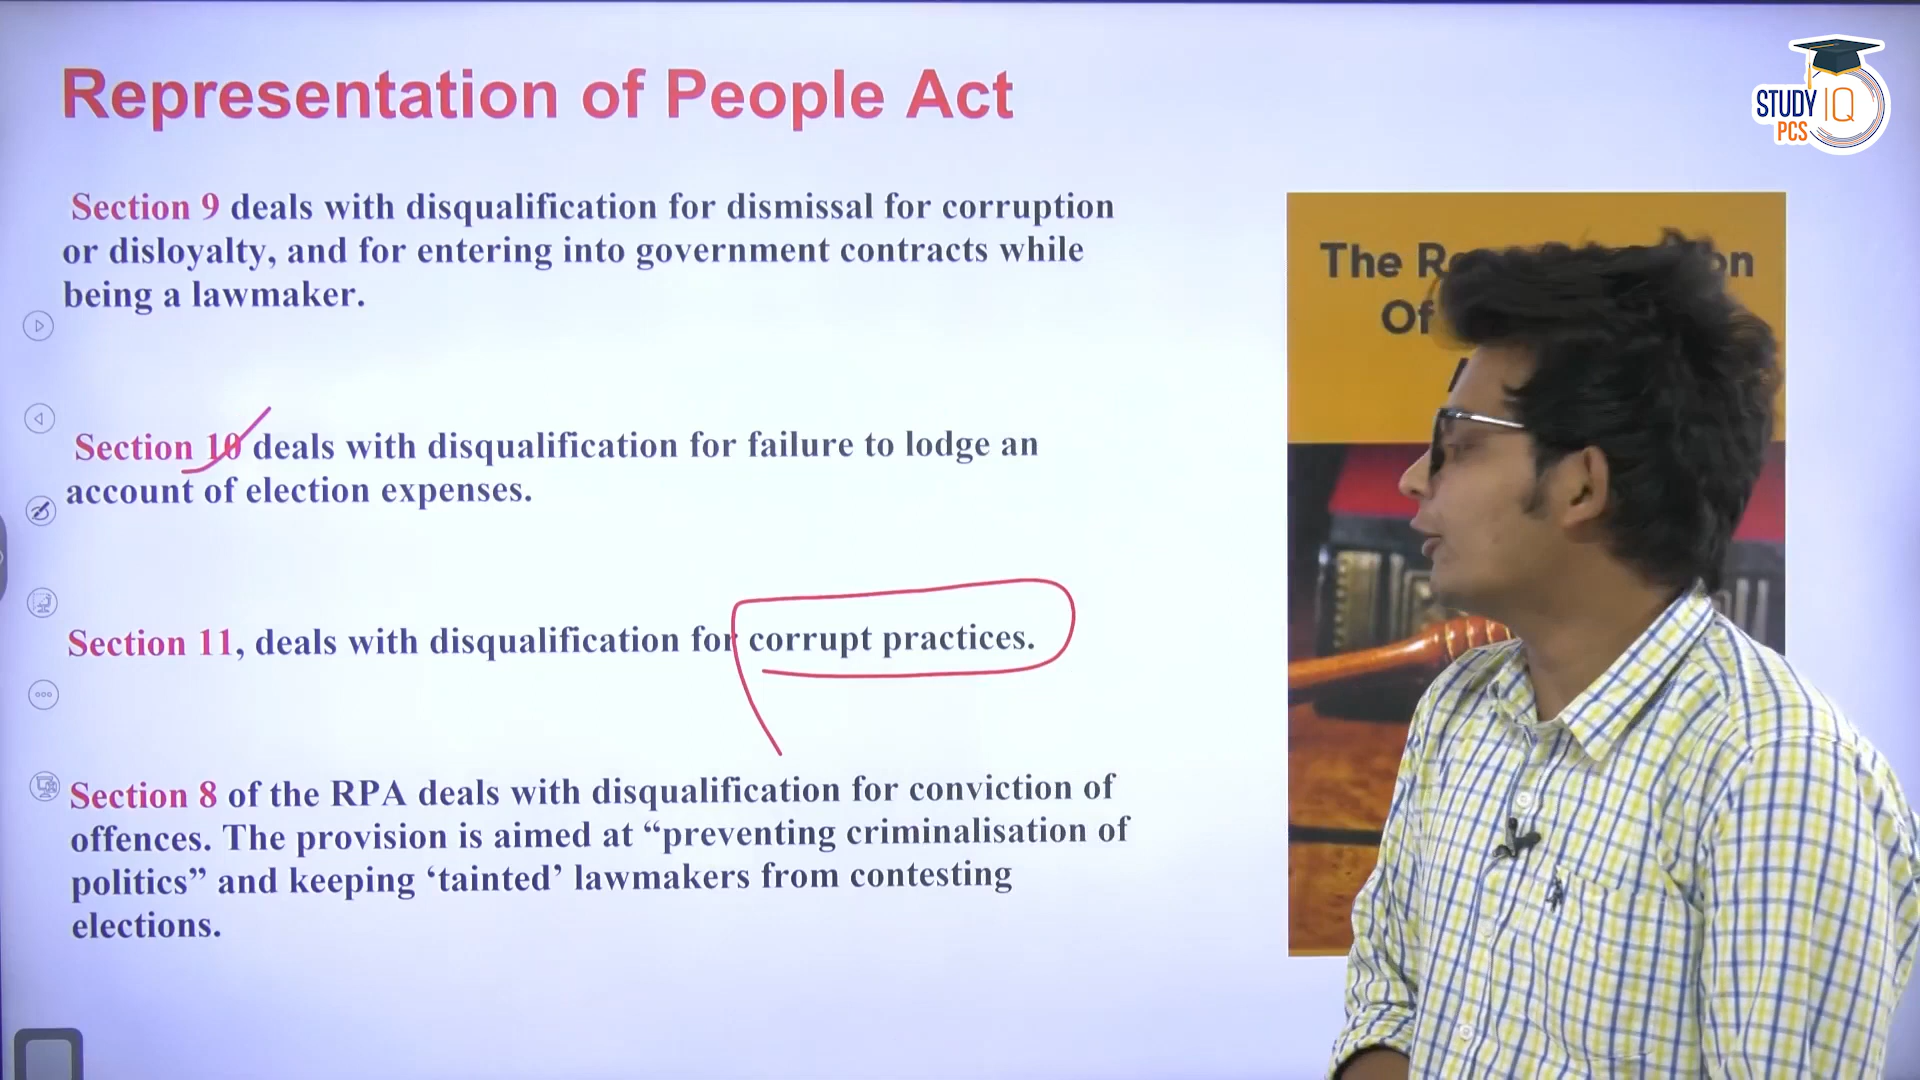 Representation of People Act
STUDY IQ
PCS
Section 9 deals with disqualification for dismissal for corruption
or disloyalty, and for entering into government contracts while
being a lawmaker.
The R on
Of
Section 10 deals with disqualification for failure to lodge an
account of election expenses.
Section 11, deals with disqualification for corrupt practices.
Section 8 of the RPA deals with disqualification for conviction of
offences. The provision is aimed at “preventing criminalisation of
politics” and keeping ‘tainted’ lawmakers from contesting
elections.